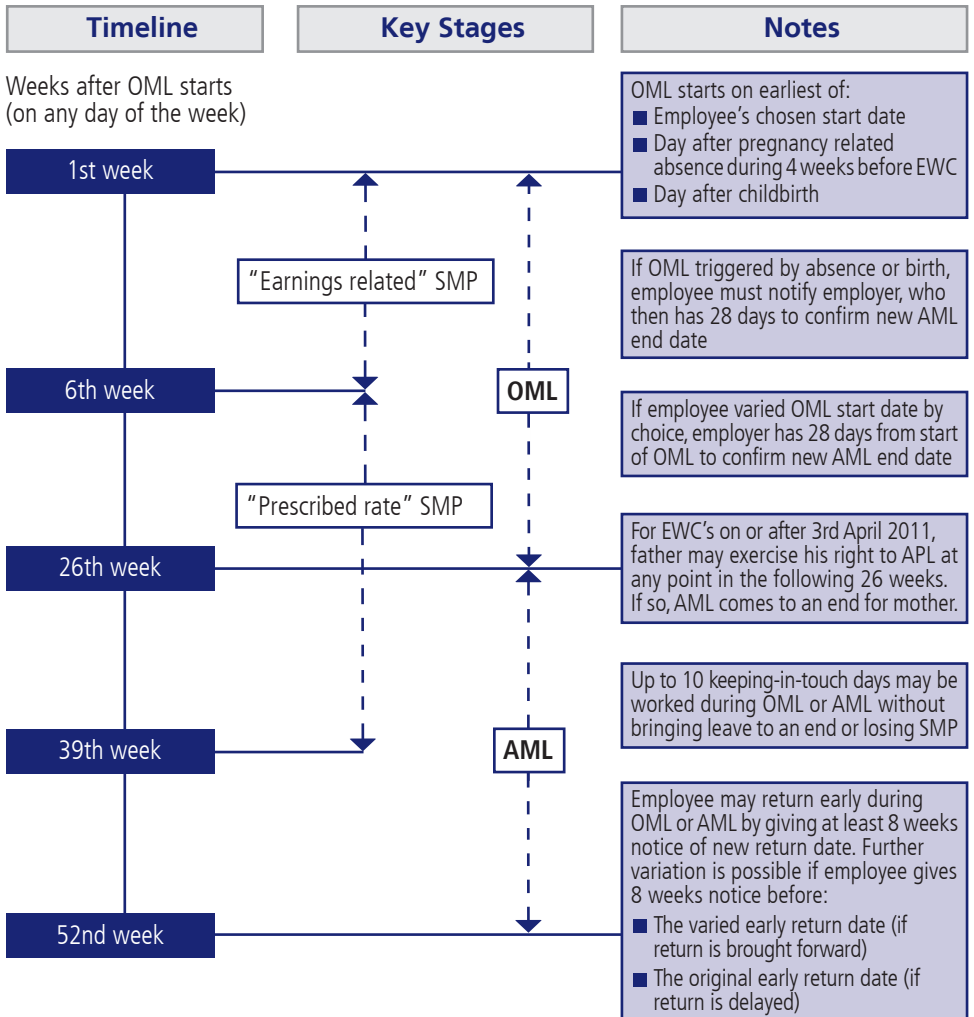 Timeline
Key Stages
Notes
Weeks after OML starts
(on any day of the week)
1st week
6th week
26th week
39th week
52nd week
"Earnings related" SMP
"Prescribed rate" SMP
OML
AML
OML starts on earliest of:
■ Employee's chosen start date
■ Day after pregnancy related
absence during 4 weeks before EWC
■ Day after childbirth
If OML triggered by absence or birth,
employee must notify employer, who
then has 28 days to confirm new AML
end date
If employee varied OML start date by
choice, employer has 28 days from start
of OML to confirm new AML end date
For EWC's on or after 3rd April 2011,
father may exercise his right to APL at
any point in the following 26 weeks.
If so, AML comes to an end for mother.
Up to 10 keeping-in-touch days may be
worked during OML or AML without
bringing leave to an end or losing SMP
Employee may return early during
OML or AML by giving at least 8 weeks
notice of new return date. Further
variation is possible if employee gives
8 weeks notice before:
■ The varied early return date (if
return is brought forward)
■ The original early return date (if
return is delayed)